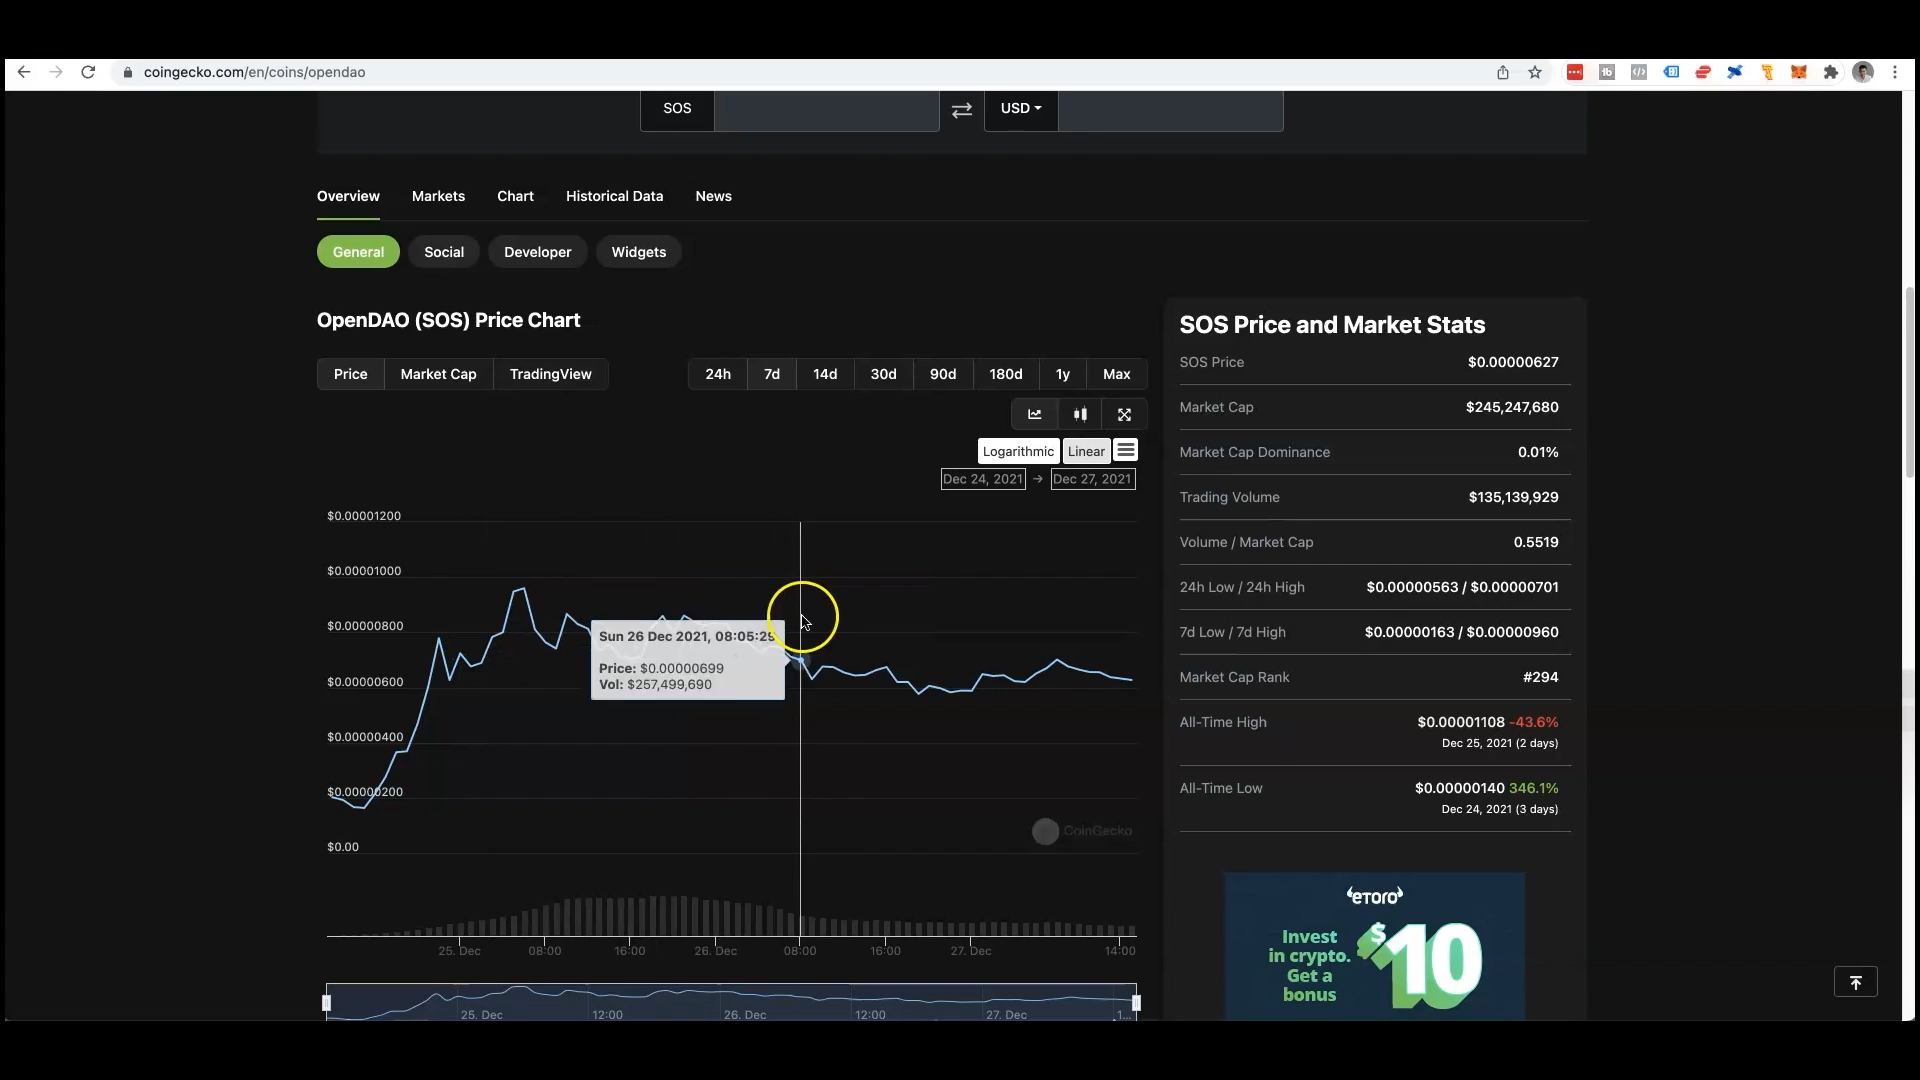 coingecko.com/en/coins/opendao
SOS
USD
Overview
Markets
Chart
Historical Data
News
General
Social
Developer
Widgets
OpenDAO (SOS) Price Chart
Price
Market Cap
TradingView
24h
7d
14d
30d
90d
180d
1y
Max
Logarithmic
Linear
Dec 24, 2021 → Dec 27, 2021
$0.00001200
$0.00001000
$0.00000800
$0.00000600
$0.00000400
$0.00000200
$0.00
Sun 26 Dec 2021, 08:05:29
Price: $0.00000699
Vol: $257,499,690
CoinGecko
25. Dec
08:00
16:00
26. Dec
08:00
16:00
27. Dec
14:00
25. Dec
12:00
26. Dec
12:00
27. Dec
1...
SOS Price and Market Stats
SOS Price $0.00000627
Market Cap $245,247,680
Market Cap Dominance 0.01%
Trading Volume $135,139,929
Volume / Market Cap 0.5519
24h Low / 24h High $0.00000563 / $0.00000701
7d Low / 7d High $0.00000163 / $0.00000960
Market Cap Rank #294
All-Time High $0.00001108 -43.6%
Dec 25, 2021 (2 days)
All-Time Low $0.00000140 346.1%
Dec 24, 2021 (3 days)
eTORO
Invest
in crypto.
Get a
bonus
$10